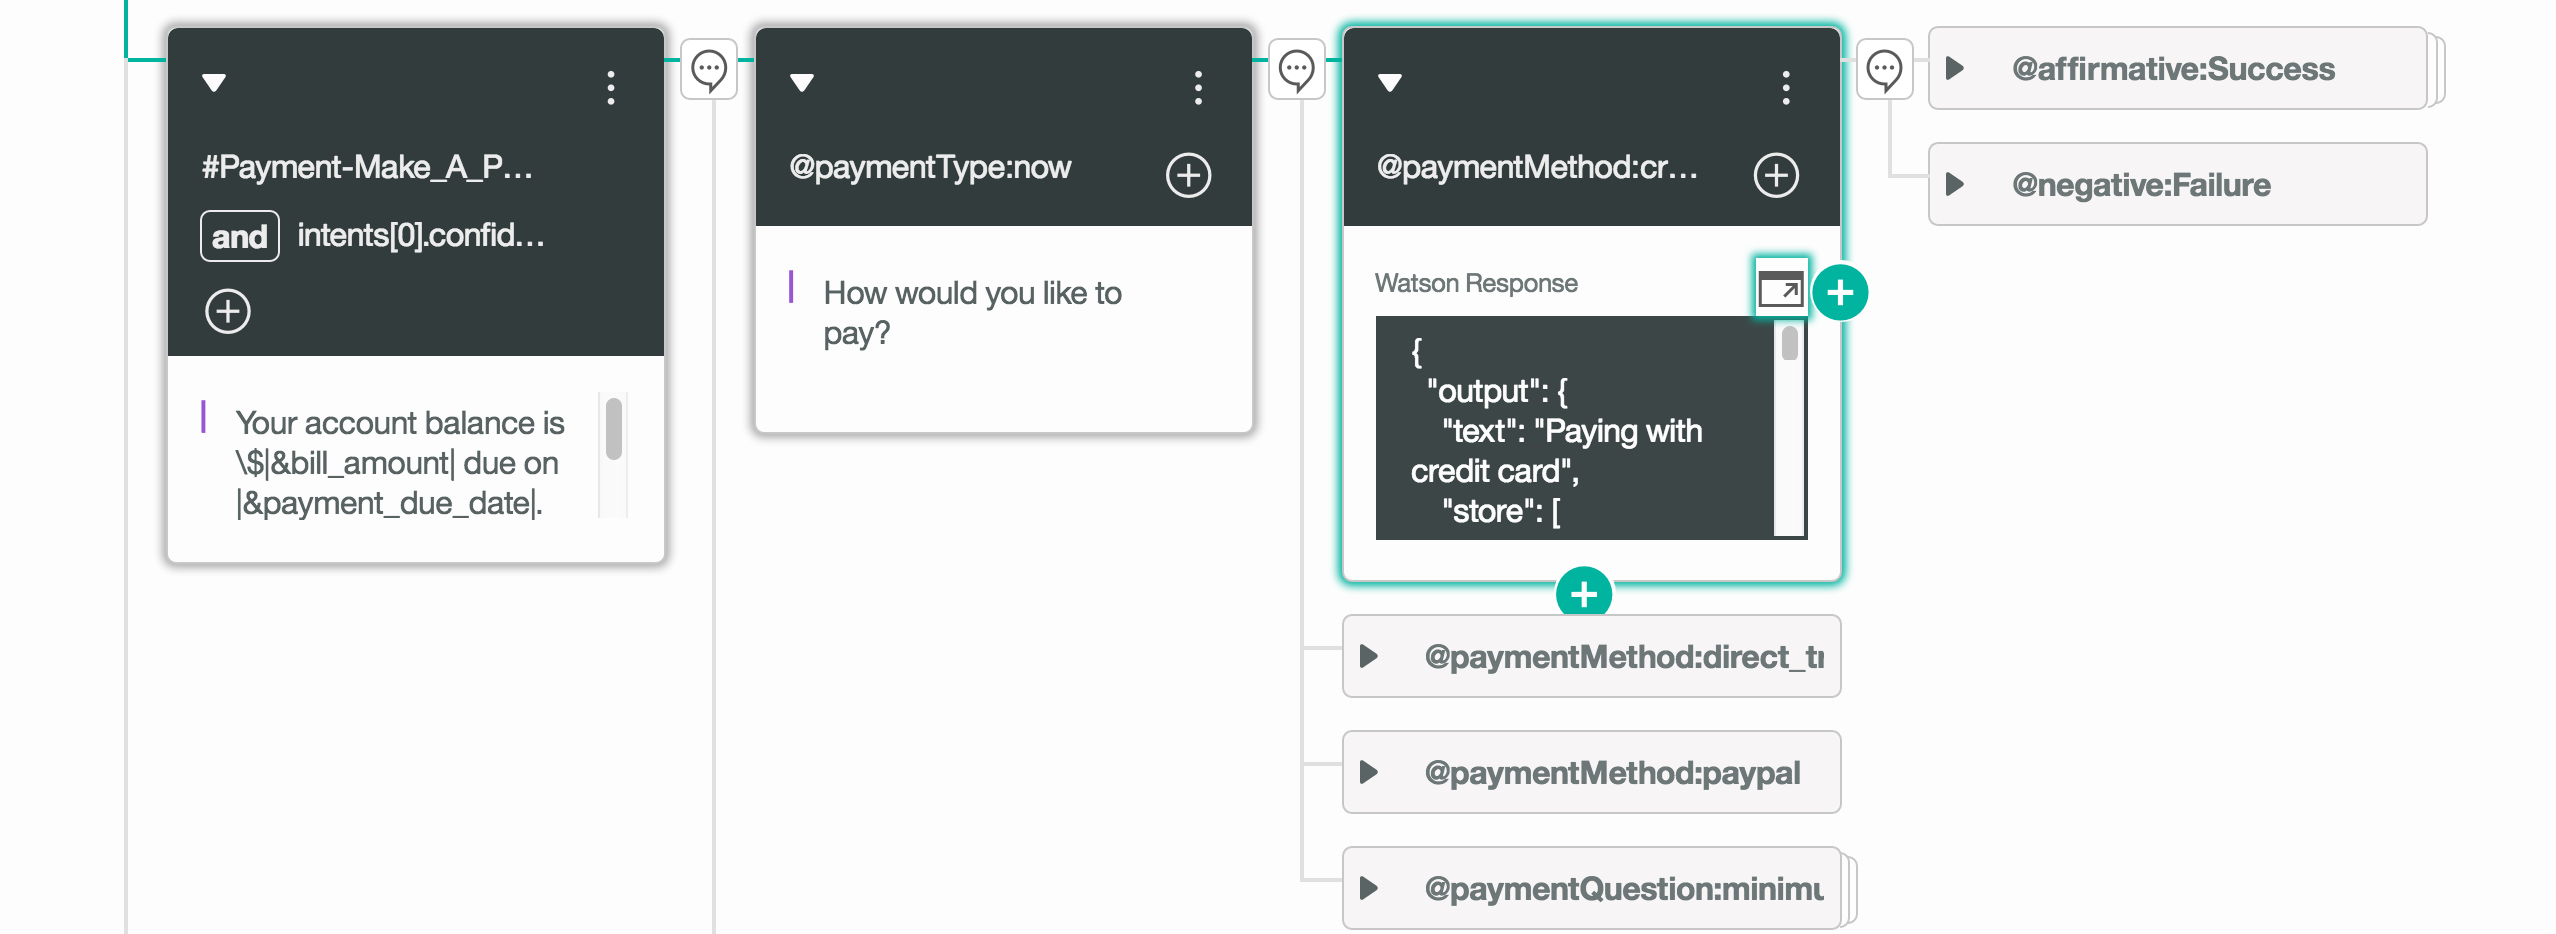 #Payment-Make_A_P...
and intents[0].confid...
Your account balance is
\$|&bill_amount| due on
|&payment_due_date|.
@paymentType:now
How would you like to
pay?
@paymentMethod:cr...
Watson Response
{
"output": {
"text": "Paying with
credit card",
"store": [
@paymentMethod:direct_tr
@paymentMethod:paypal
@paymentQuestion:minimu
@affirmative:Success
@negative:Failure